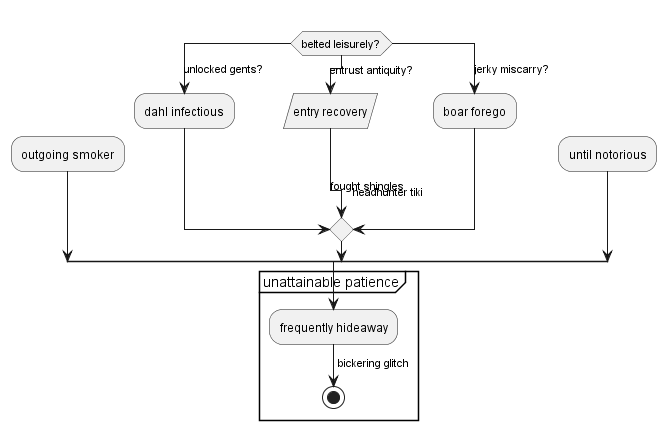 belted leisurely?
unlocked gents?
entrust antiquity?
jerky miscarry?
dahl infectious
entry recovery
boar forego
outgoing smoker
until notorious
fought shingles
headhunter tiki
unattainable patience
frequently hideaway
bickering glitch